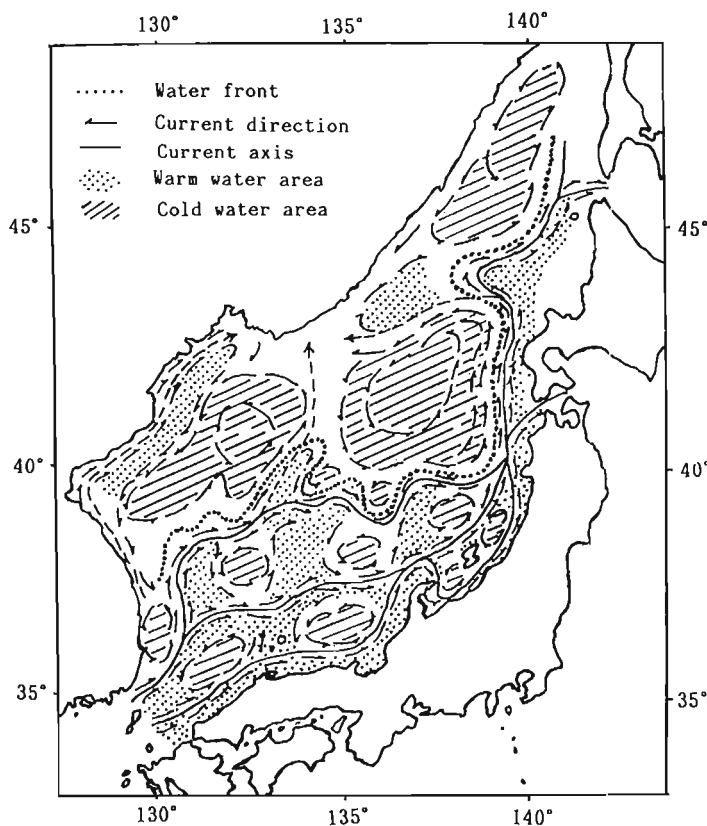 130° 135° 140°
Water front
Current direction
Current axis
Warm water area
Cold water area
45° 45°
40° 40°
35° 35°
130° 135° 140°